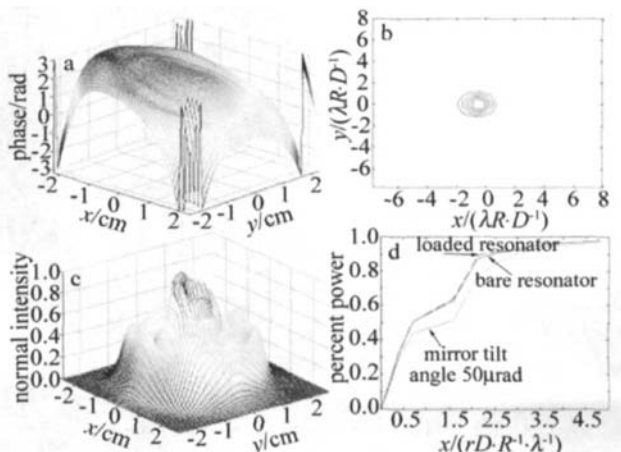 a
phase/rad
3
2
1
0
-1
-2
-3
-2
-1
0
1
2
x/cm
-2
-1
0
1
2
y/cm
b
y/(λR·D⁻¹)
6
4
2
0
-2
-4
-6
-6 -4 -2 0 2 4 6 8
x/(λR·D⁻¹)
c
normal intensity
1.0
0.8
0.6
0.4
0.2
0.0
-2
-1
0
1
2
x/cm
-2
-1
0
1
2
y/cm
d
percent power
1.0
0.8
0.6
0.4
0.2
0
loaded resonator
bare resonator
mirror tilt
angle 50μrad
0.5 1.5 2.5 3.5 4.5
x/(rD·R⁻¹·λ⁻¹)